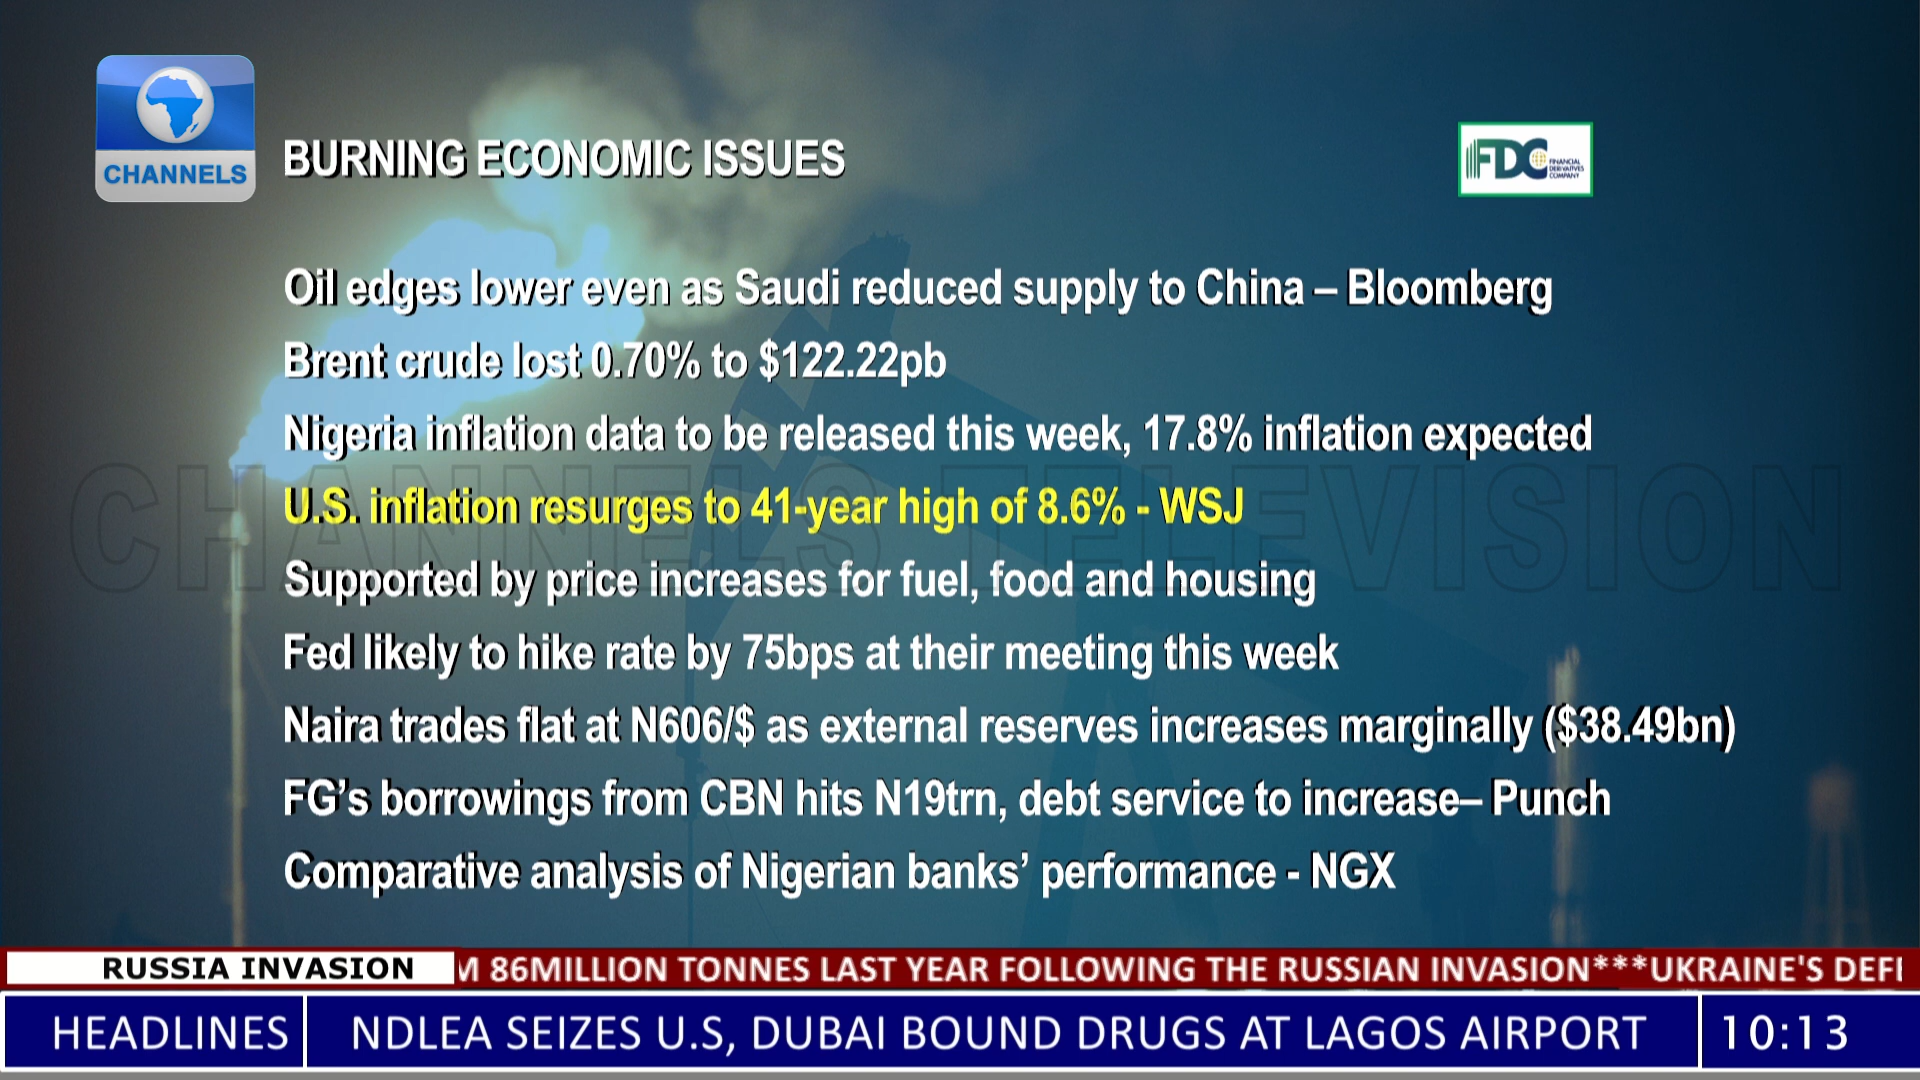 CHANNELS
BURNING ECONOMIC ISSUES
FDC FINANCIAL
DERIVATIVES
COMPANY
Oil edges lower even as Saudi reduced supply to China – Bloomberg
Brent crude lost 0.70% to $122.22pb
Nigeria inflation data to be released this week, 17.8% inflation expected
U.S. inflation resurges to 41-year high of 8.6% - WSJ
CHANNELS TELEVISION
Supported by price increases for fuel, food and housing
Fed likely to hike rate by 75bps at their meeting this week
Naira trades flat at N606/$ as external reserves increases marginally ($38.49bn)
FG’s borrowings from CBN hits N19trn, debt service to increase– Punch
Comparative analysis of Nigerian banks’ performance - NGX
RUSSIA INVASION M 86MILLION TONNES LAST YEAR FOLLOWING THE RUSSIAN INVASION***UKRAINE'S DEFI
HEADLINES NDLEA SEIZES U.S, DUBAI BOUND DRUGS AT LAGOS AIRPORT 10:13